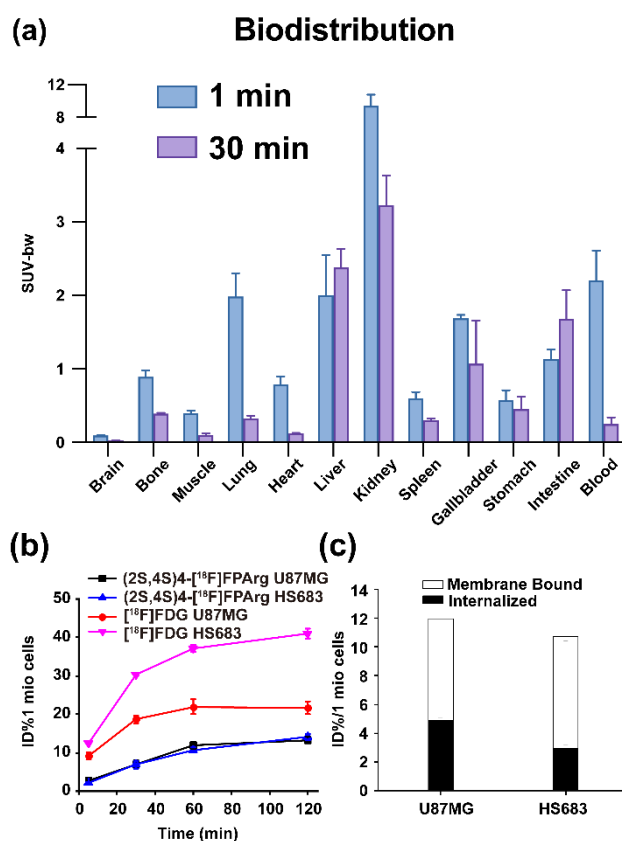 (a)
Biodistribution
12
8
4
3
2
1
0
SUV-bw
1 min
30 min
Brain
Bone
Muscle
Lung
Heart
Liver
Kidney
Spleen
Gallbladder
Stomach
Intestine
Blood
(b)
(2S,4S)4-[¹⁸F]FPArg U87MG
(2S,4S)4-[¹⁸F]FPArg HS683
[¹⁸F]FDG U87MG
[¹⁸F]FDG HS683
50
40
30
20
10
0
ID%1 mio cells
0 20 40 60 80 100 120
Time (min)
(c)
Membrane Bound
Internalized
14
12
10
8
6
4
2
0
ID%/1 mio cells
U87MG HS683